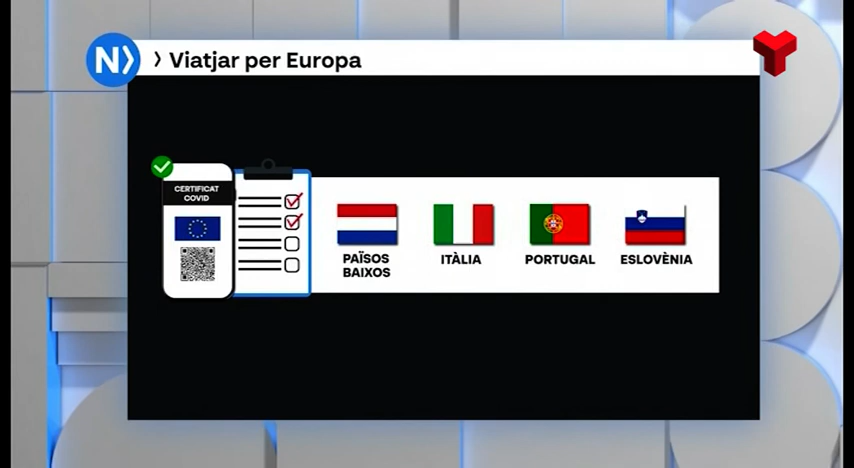 N
Viatjar per Europa
CERTIFICAT
COVID
PAÏSOS
BAIXOS
ITÀLIA
PORTUGAL
ESLOVÈNIA